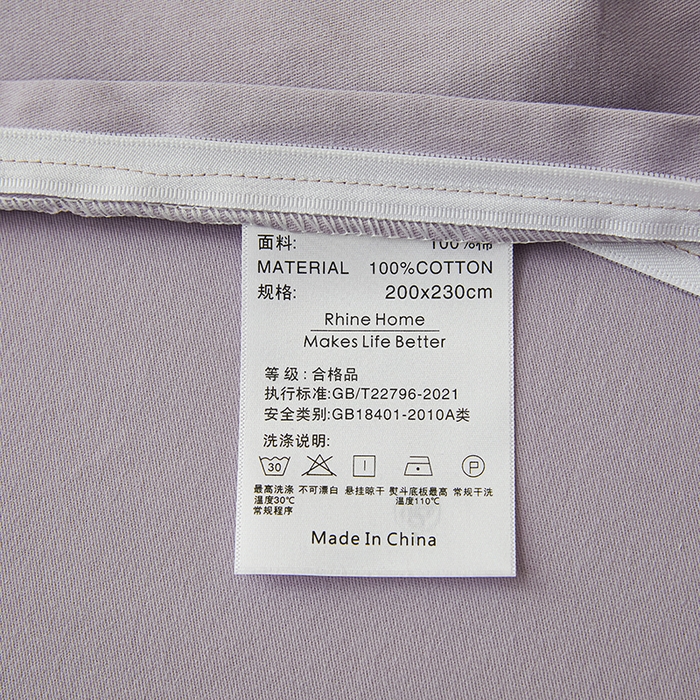 面料: 100%棉
MATERIAL 100%COTTON
规格: 200x230cm
Rhine Home
Makes Life Better
等级:合格品
执行标准:GB/T22796-2021
安全类别:GB18401-2010A类
洗涤说明:
30 P
最高洗涤 不可漂白 悬挂晾干 熨斗底板最高 常规干洗
温度30℃ 温度110℃
常规程序
Made In China